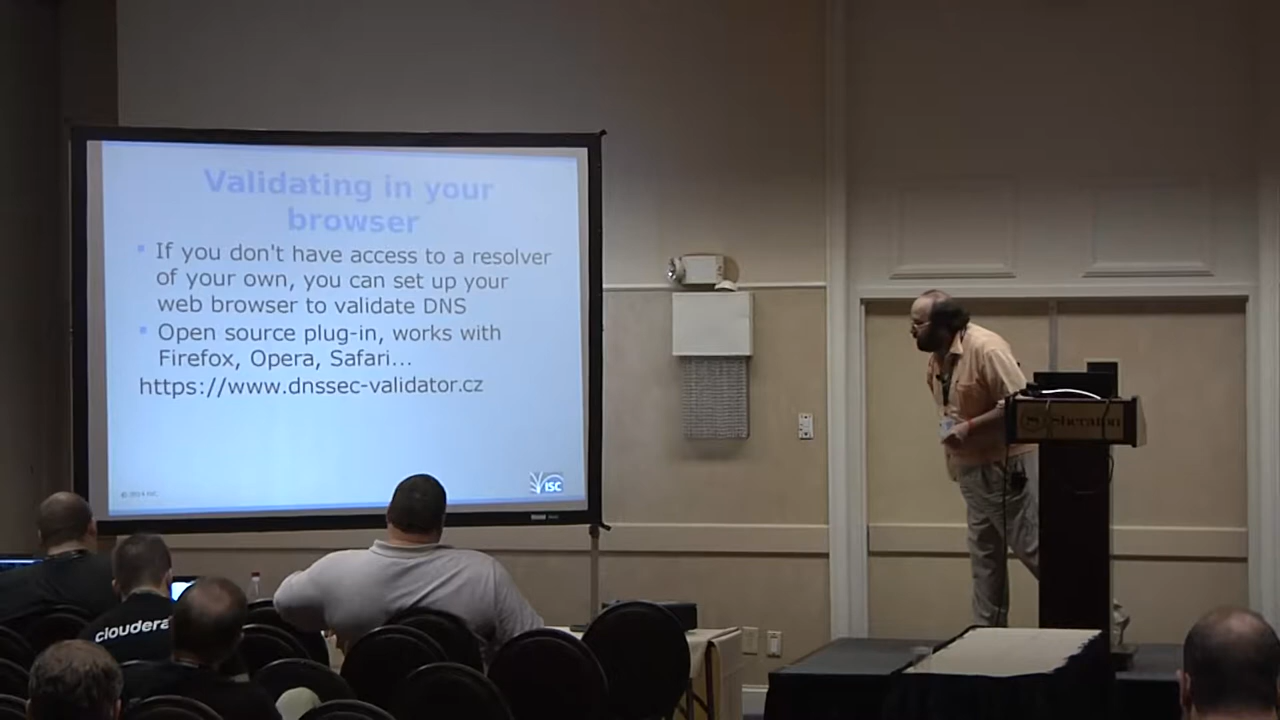 Validating in your
browser
If you don't have access to a resolver
of your own, you can set up your
web browser to validate DNS
Open source plug-in, works with
Firefox, Opera, Safari...
https://www.dnssec-validator.cz
© 2014 ISC
ISC
Sheraton
cloudera